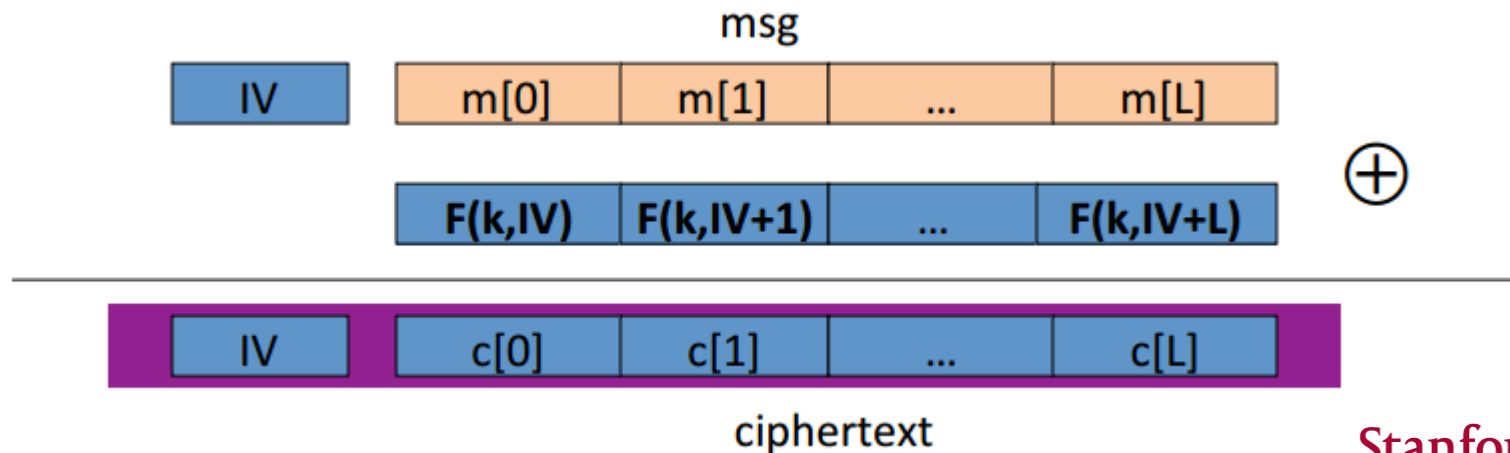 msg
IV m[0] m[1] ... m[L]
⊕
F(k,IV) F(k,IV+1) ... F(k,IV+L)
IV c[0] c[1] ... c[L]
ciphertext